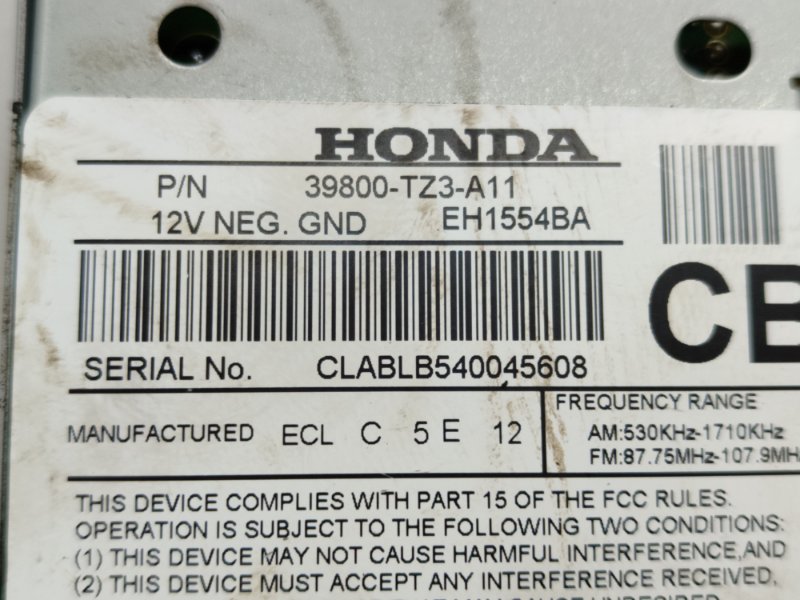 HONDA
P/N 39800-TZ3-A11
12V NEG. GND EH1554BA
CB
SERIAL No. CLABLB540045608
MANUFACTURED ECL C 5 E 12
FREQUENCY RANGE
AM:530KHz-1710KHz
FM:87.75MHz-107.9MHz
THIS DEVICE COMPLIES WITH PART 15 OF THE FCC RULES.
OPERATION IS SUBJECT TO THE FOLLOWING TWO CONDITIONS:
(1) THIS DEVICE MAY NOT CAUSE HARMFUL INTERFERENCE,AND
(2) THIS DEVICE MUST ACCEPT ANY INTERFERENCE RECEIVED,